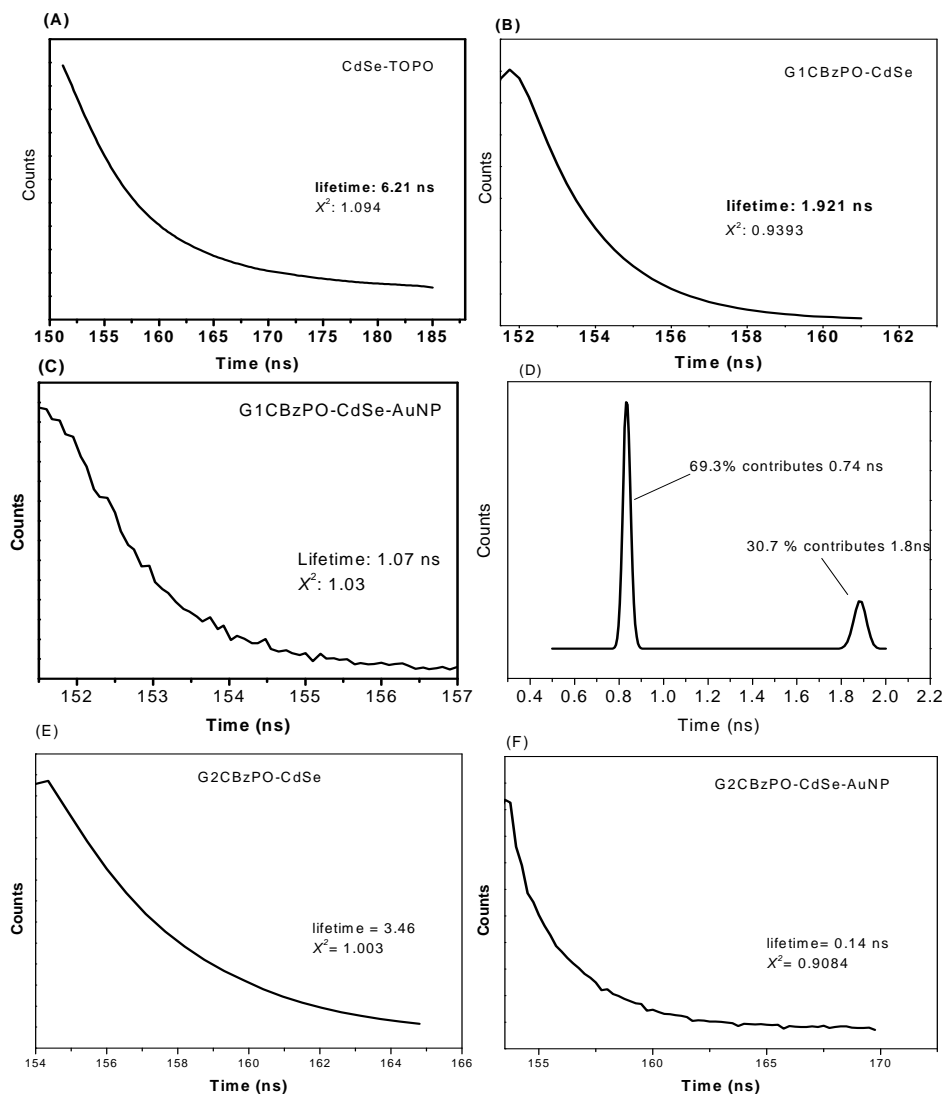 (A)
CdSe-TOPO
lifetime: 6.21 ns
X²: 1.094
Counts
150 155 160 165 170 175 180 185
Time (ns)
(B)
G1CBzPO-CdSe
lifetime: 1.921 ns
X²: 0.9393
Counts
154 156 158 160 162
Time (ns)
(C)
G1CBzPO-CdSe-AuNP
Lifetime: 1.07 ns
X²: 1.03
Counts
152 153 154 155 156 157
Time (ns)
(D)
69.3% contributes 0.74 ns
30.7 % contributes 1.8ns
Counts
0.4 0.6 0.8 1.0 1.2 1.4 1.6 1.8 2.0 2.2
Time (ns)
(E)
G2CBzPO-CdSe
lifetime = 3.46
X²= 1.003
Counts
154 156 158 160 162 164 166
Time (ns)
(F)
G2CBzPO-CdSe-AuNP
lifetime= 0.14 ns
X²= 0.9084
Counts
155 160 165 170
Time (ns)